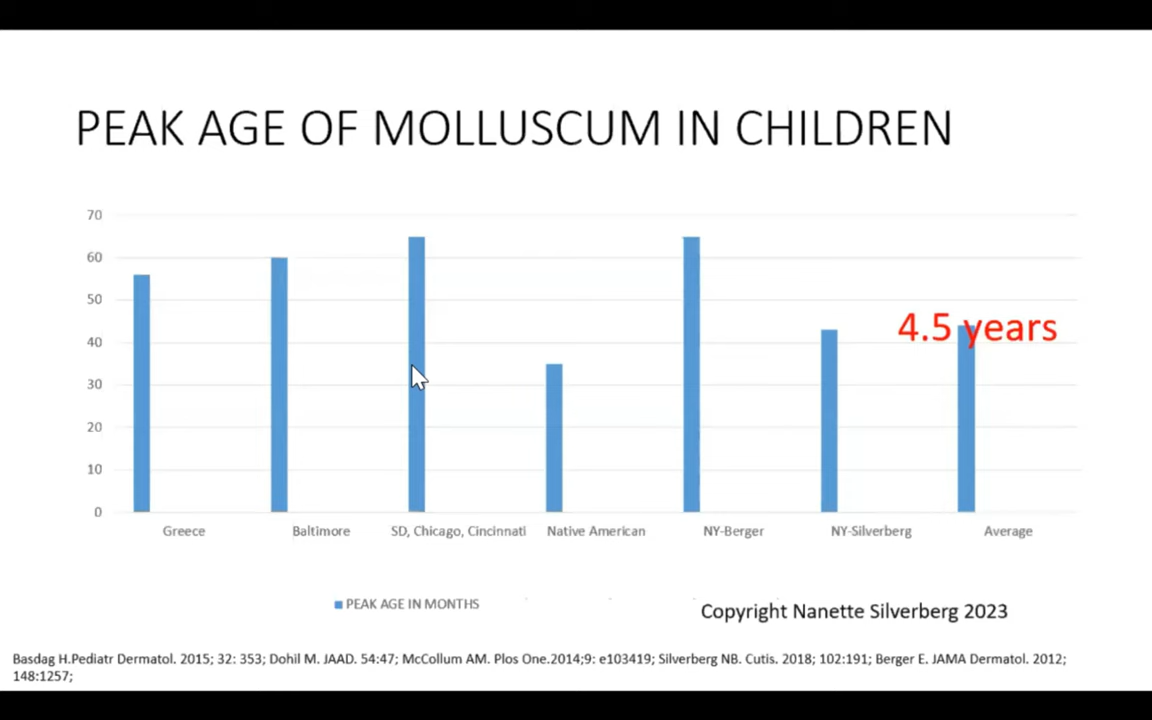 PEAK AGE OF MOLLUSCUM IN CHILDREN
70
60
50
40
30
20
10
0
4.5 years
Greece
Baltimore
SD, Chicago, Cincinnati
Native American
NY-Berger
NY-Silverberg
Average
PEAK AGE IN MONTHS
Copyright Nanette Silverberg 2023
Basdag H.Pediatr Dermatol. 2015; 32: 353; Dohil M. JAAD. 54:47; McCollum AM. Plos One.2014;9: e103419; Silverberg NB. Cutis. 2018; 102:191; Berger E. JAMA Dermatol. 2012;
148:1257;